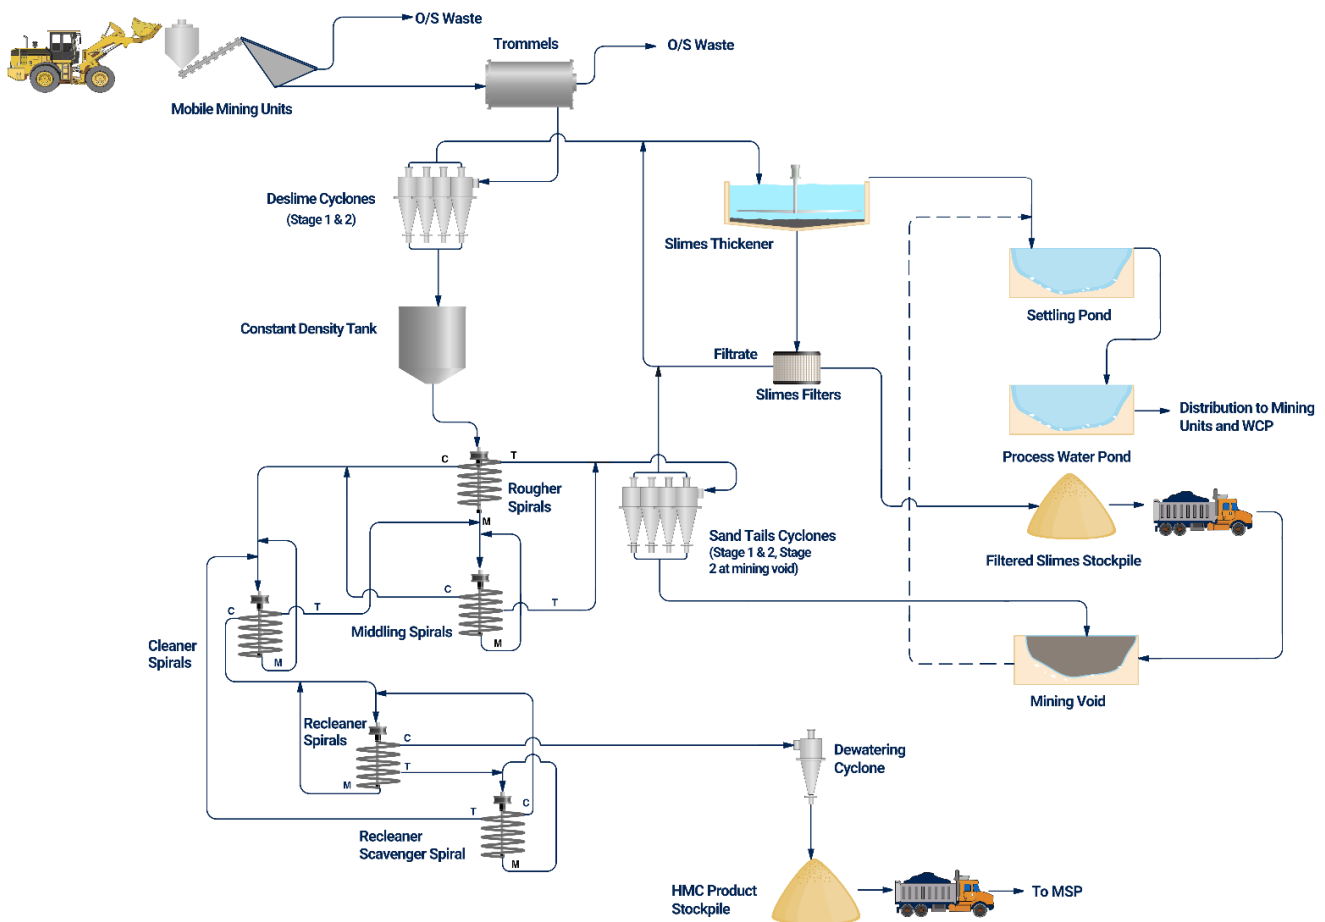 O/S Waste
Trommels
O/S Waste
Mobile Mining Units
Deslime Cyclones
(Stage 1 & 2)
Slimes Thickener
Settling Pond
Constant Density Tank
Filtrate
Slimes Filters
Distribution to Mining
Units and WCP
Process Water Pond
C
T
Rougher
Spirals
M
Sand Tails Cyclones
(Stage 1 & 2, Stage
2 at mining void)
Filtered Slimes Stockpile
C
T
Middling Spirals
M
C
T
Cleaner
Spirals
M
Mining Void
Recleaner
Spirals
C
T
M
Dewatering
Cyclone
T
C
Recleaner
Scavenger Spiral
M
HMC Product
Stockpile
To MSP